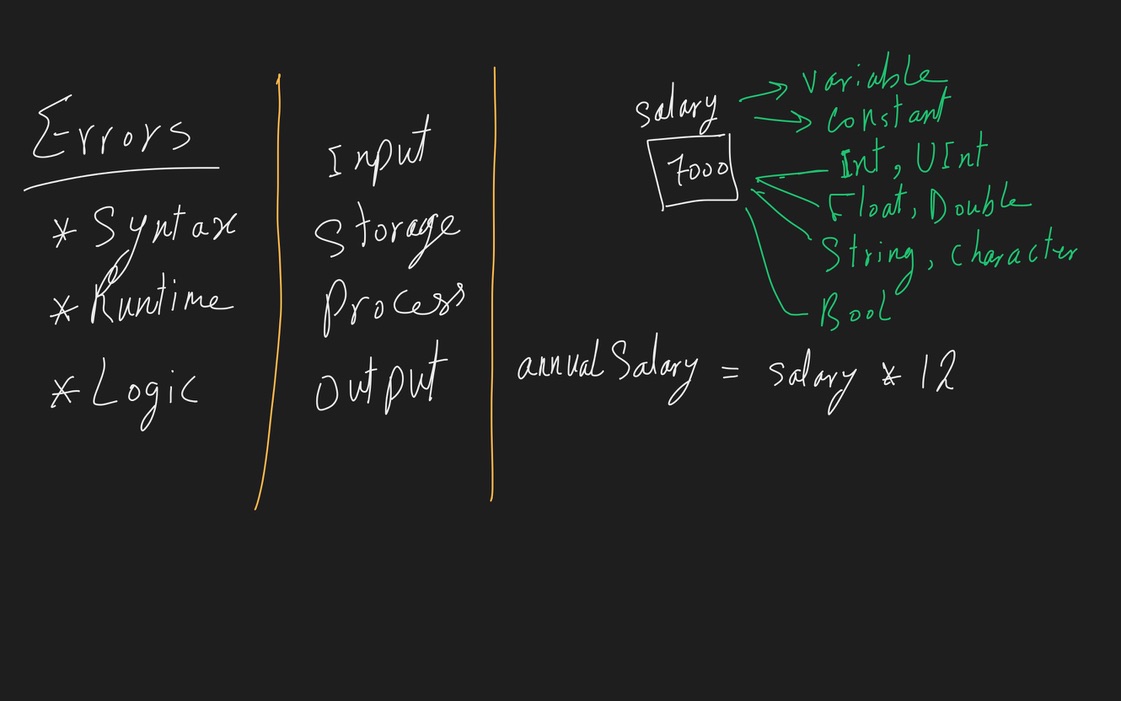 Errors
* Syntax
* Runtime
* Logic
Input
Storage
Process
Output
salary
7000
Variable
Constant
Int, UInt
Float, Double
String, Character
Bool
annualSalary = salary * 12